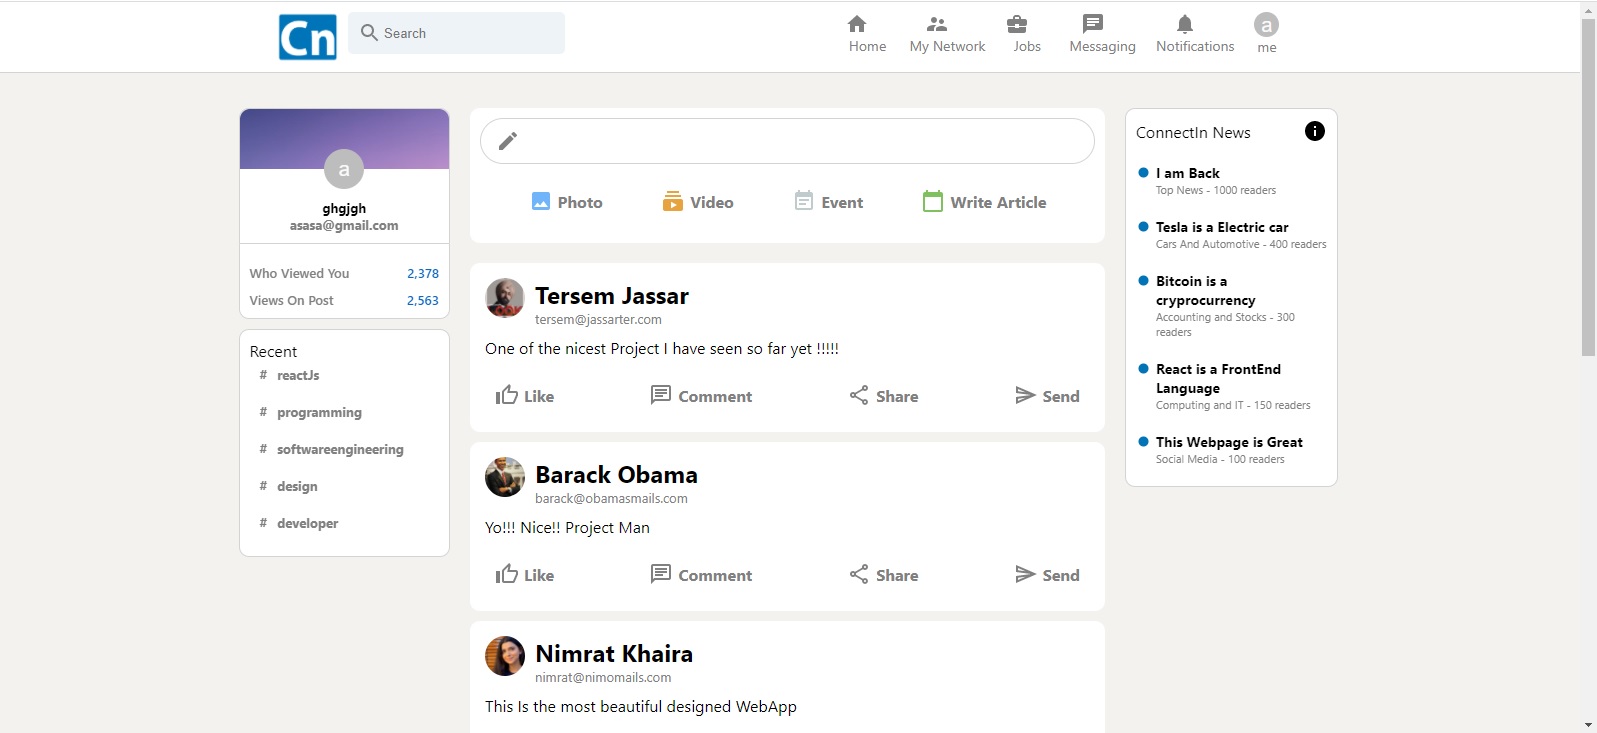 Cn
Search
Home
My Network
Jobs
Messaging
Notifications
a
me
a
ghgjgh
asasa@gmail.com
Who Viewed You 2,378
Views On Post 2,563
Recent
# reactJs
# programming
# softwareengineering
# design
# developer
Photo
Video
Event
Write Article
Tersem Jassar
tersem@jassarter.com
One of the nicest Project I have seen so far yet !!!!!
Like
Comment
Share
Send
Barack Obama
barack@obamasmails.com
Yo!!! Nice!! Project Man
Like
Comment
Share
Send
Nimrat Khaira
nimrat@nimomails.com
This Is the most beautiful designed WebApp
ConnectIn News
I am Back
Top News - 1000 readers
Tesla is a Electric car
Cars And Automotive - 400 readers
Bitcoin is a
cryprocurrency
Accounting and Stocks - 300
readers
React is a FrontEnd
Language
Computing and IT - 150 readers
This Webpage is Great
Social Media - 100 readers